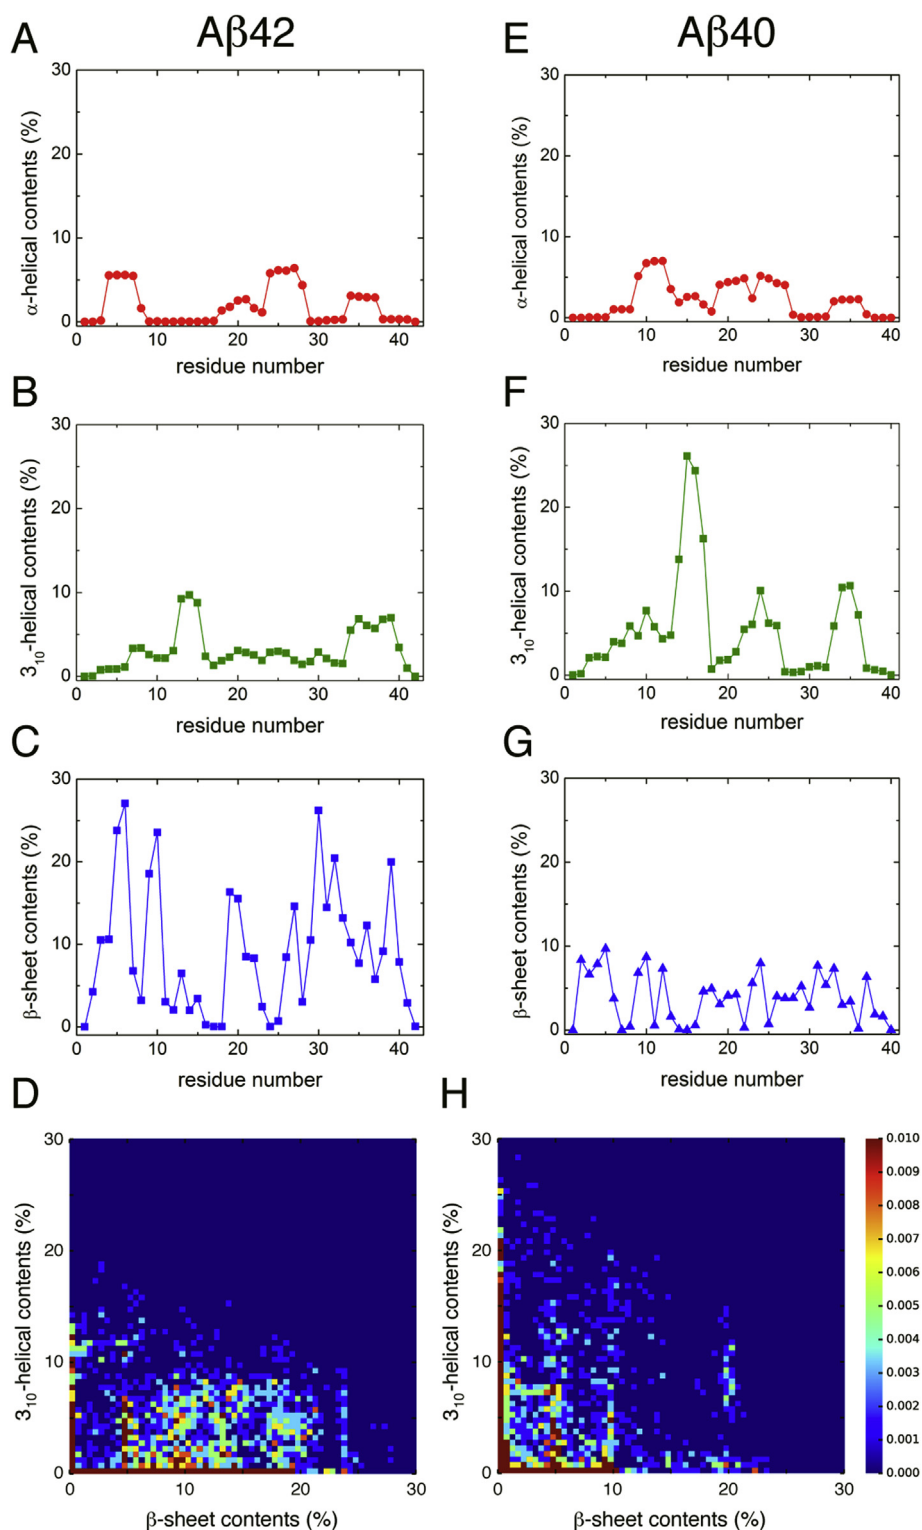 Aβ42
Aβ40
A
30
20
10
0
α-helical contents (%)
0 10 20 30 40
residue number
E
30
20
10
0
α-helical contents (%)
0 10 20 30 40
residue number
B
30
20
10
0
3₁₀-helical contents (%)
0 10 20 30 40
residue number
F
30
20
10
0
3₁₀-helical contents (%)
0 10 20 30 40
residue number
C
30
20
10
0
β-sheet contents (%)
0 10 20 30 40
residue number
G
30
20
10
0
β-sheet contents (%)
0 10 20 30 40
residue number
D
30
20
10
0
3₁₀-helical contents (%)
0 10 20 30
β-sheet contents (%)
H
30
20
10
0
3₁₀-helical contents (%)
0 10 20 30
β-sheet contents (%)
0.010
0.009
0.008
0.007
0.006
0.005
0.004
0.003
0.002
0.001
0.000